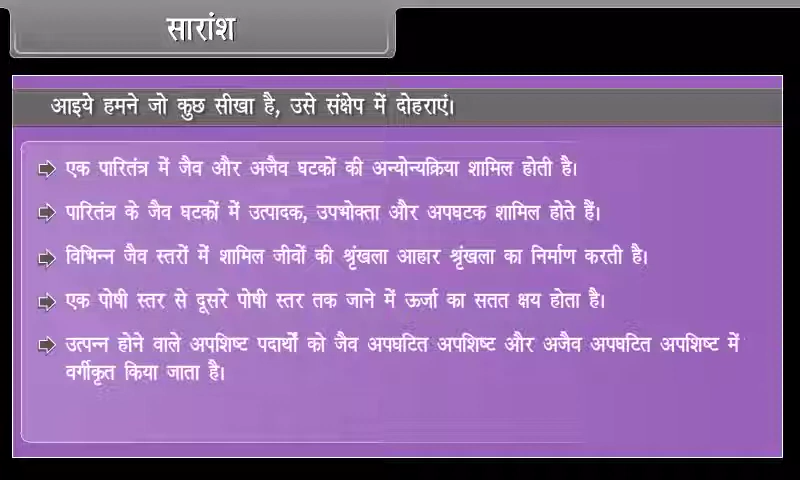 सारांश
आइये हमने जो कुछ सीखा है, उसे संक्षेप में दोहराएं।
एक पारितंत्र में जैव और अजैव घटकों की अन्योन्यक्रिया शामिल होती है।
पारितंत्र के जैव घटकों में उत्पादक, उपभोक्ता और अपघटक शामिल होते हैं।
विभिन्न जैव स्तरों में शामिल जीवों की श्रृंखला आहार श्रृंखला का निर्माण करती है।
एक पोषी स्तर से दूसरे पोषी स्तर तक जाने में ऊर्जा का सतत क्षय होता है।
उत्पन्न होने वाले अपशिष्ट पदार्थों को जैव अपघटित अपशिष्ट और अजैव अपघटित अपशिष्ट में
वर्गीकृत किया जाता है।